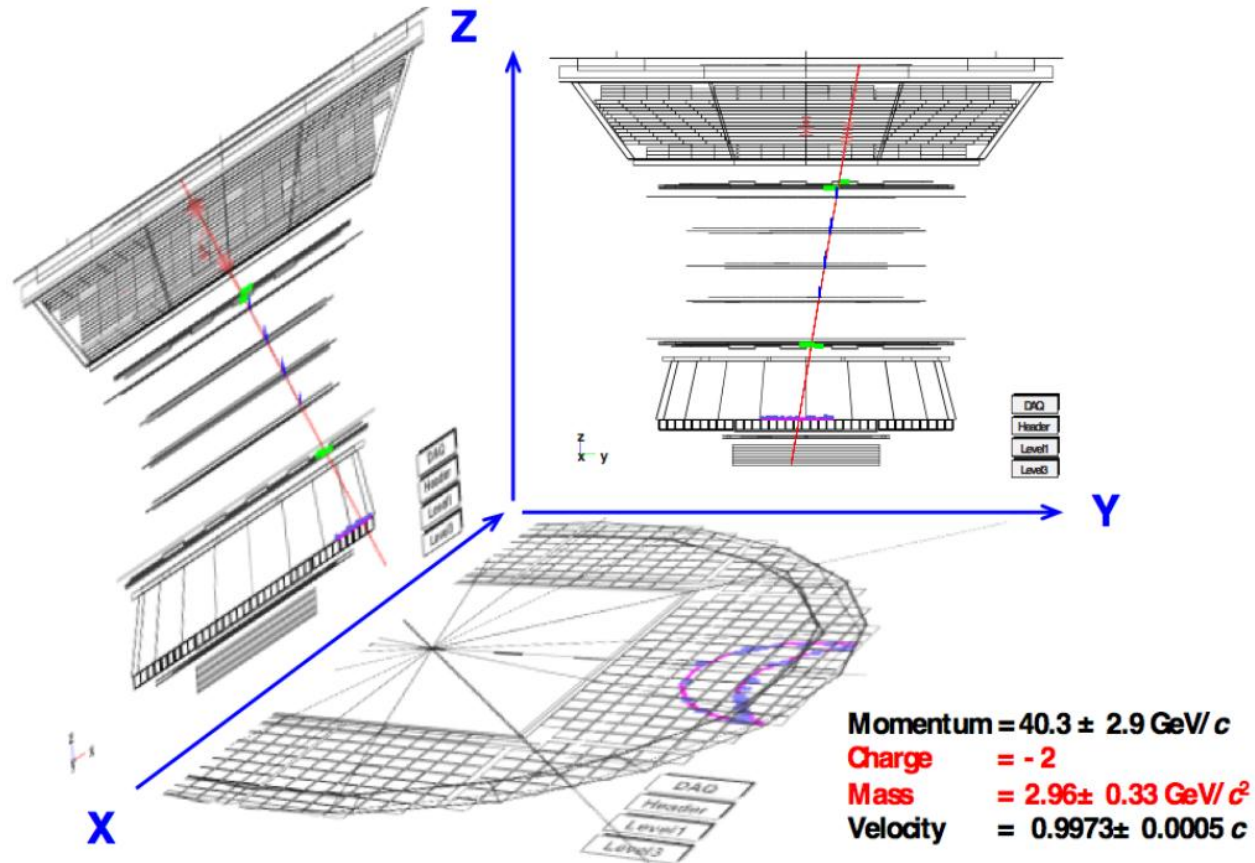 Z
DAQ
Header
Level1
Level3
z
x y
DAQ
Header
Level1
Level3
Y
X
DAQ
Header
Level1
Level3
Momentum = 40.3 ± 2.9 GeV/c
Charge = - 2
Mass = 2.96± 0.33 GeV/c²
Velocity = 0.9973± 0.0005 c